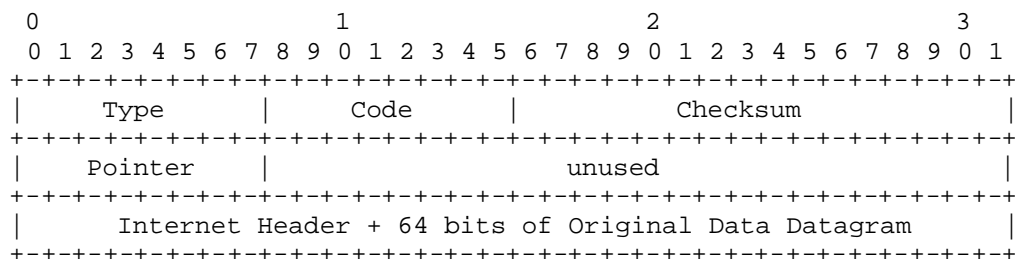 0                   1                   2                   3
0 1 2 3 4 5 6 7 8 9 0 1 2 3 4 5 6 7 8 9 0 1 2 3 4 5 6 7 8 9 0 1
+-+-+-+-+-+-+-+-+-+-+-+-+-+-+-+-+-+-+-+-+-+-+-+-+-+-+-+-+-+-+-+-+
|     Type      |     Code      |          Checksum             |
+-+-+-+-+-+-+-+-+-+-+-+-+-+-+-+-+-+-+-+-+-+-+-+-+-+-+-+-+-+-+-+-+
|    Pointer    |                   unused                      |
+-+-+-+-+-+-+-+-+-+-+-+-+-+-+-+-+-+-+-+-+-+-+-+-+-+-+-+-+-+-+-+-+
|      Internet Header + 64 bits of Original Data Datagram      |
+-+-+-+-+-+-+-+-+-+-+-+-+-+-+-+-+-+-+-+-+-+-+-+-+-+-+-+-+-+-+-+-+